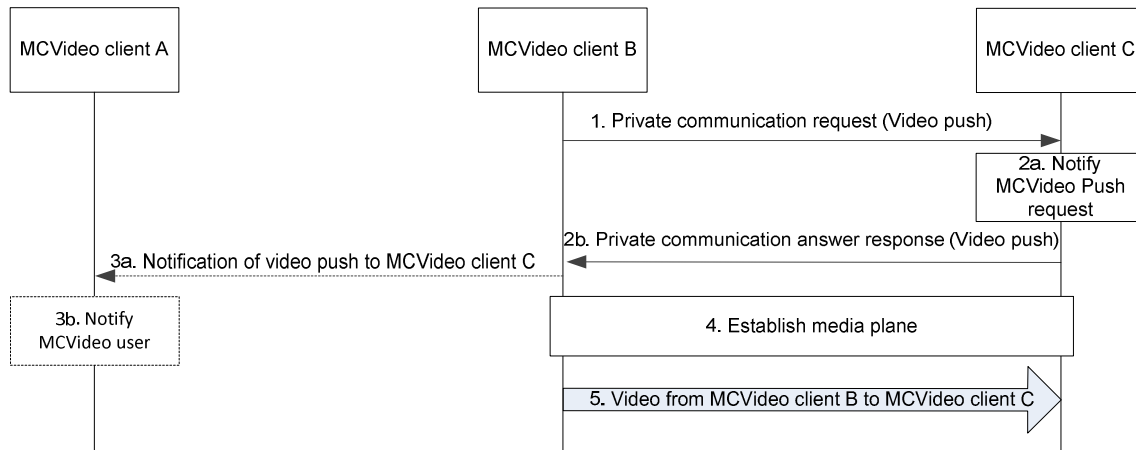 MCVideo client A
MCVideo client B
MCVideo client C
1. Private communication request (Video push)
2a. Notify
MCVideo Push
request
2b. Private communication answer response (Video push)
3a. Notification of video push to MCVideo client C
3b. Notify
MCVideo user
4. Establish media plane
5. Video from MCVideo client B to MCVideo client C